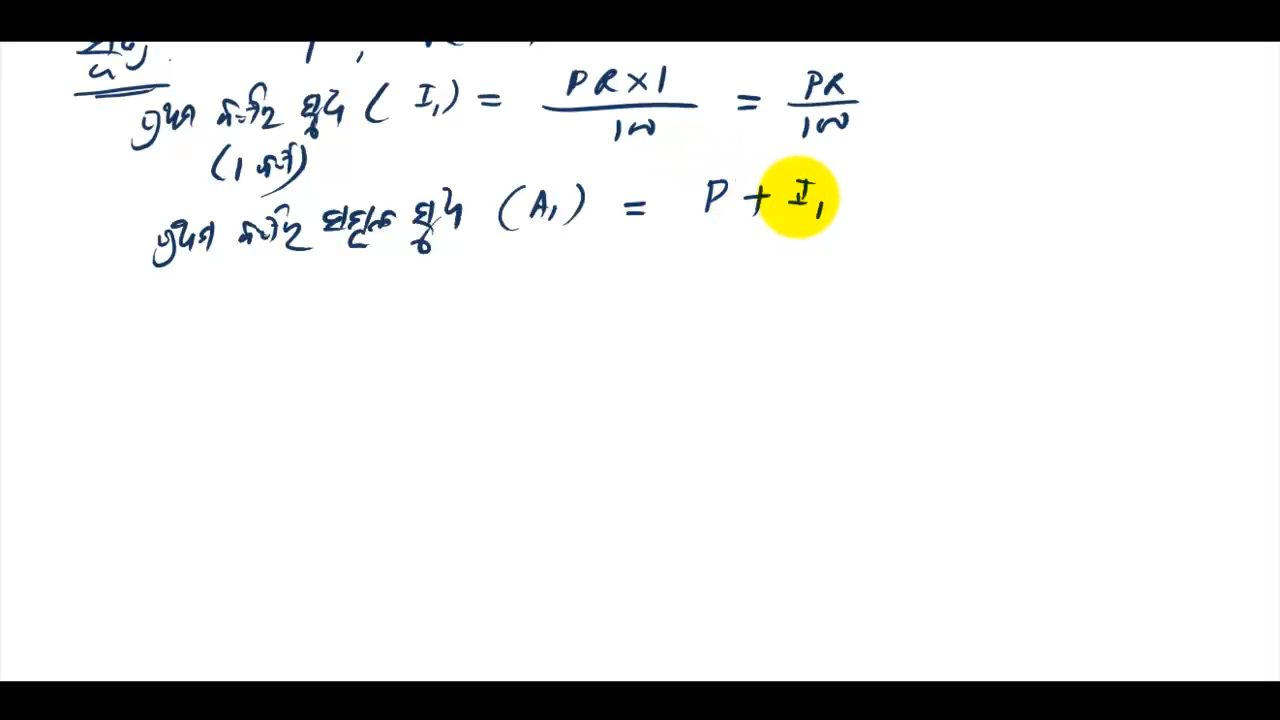 ପ୍ରଥମ ବର୍ଷର ସୁଧ ( I₁) = PR×1/100 = PR/100
(1 ବର୍ଷ)
ପ୍ରଥମ ବର୍ଷର ସମୂଳ ସୁଧ (A₁) = P + I₁